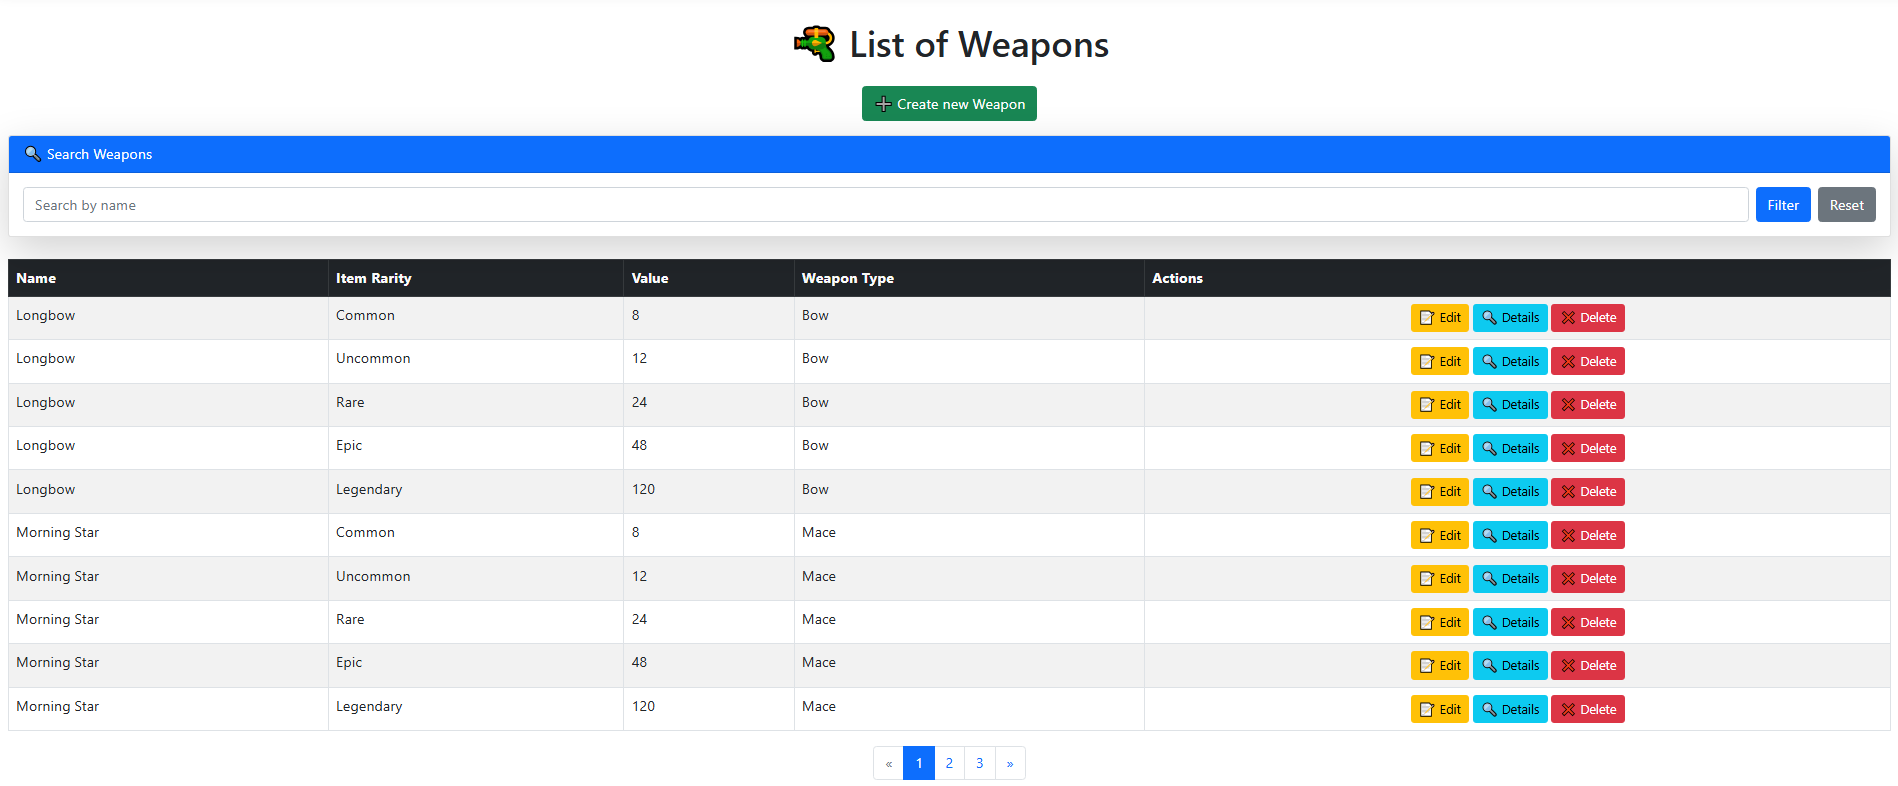 List of Weapons
Create new Weapon
Search Weapons
Search by name Filter Reset
Name Item Rarity Value Weapon Type Actions
Longbow Common 8 Bow Edit Details Delete
Longbow Uncommon 12 Bow Edit Details Delete
Longbow Rare 24 Bow Edit Details Delete
Longbow Epic 48 Bow Edit Details Delete
Longbow Legendary 120 Bow Edit Details Delete
Morning Star Common 8 Mace Edit Details Delete
Morning Star Uncommon 12 Mace Edit Details Delete
Morning Star Rare 24 Mace Edit Details Delete
Morning Star Epic 48 Mace Edit Details Delete
Morning Star Legendary 120 Mace Edit Details Delete
« 1 2 3 »